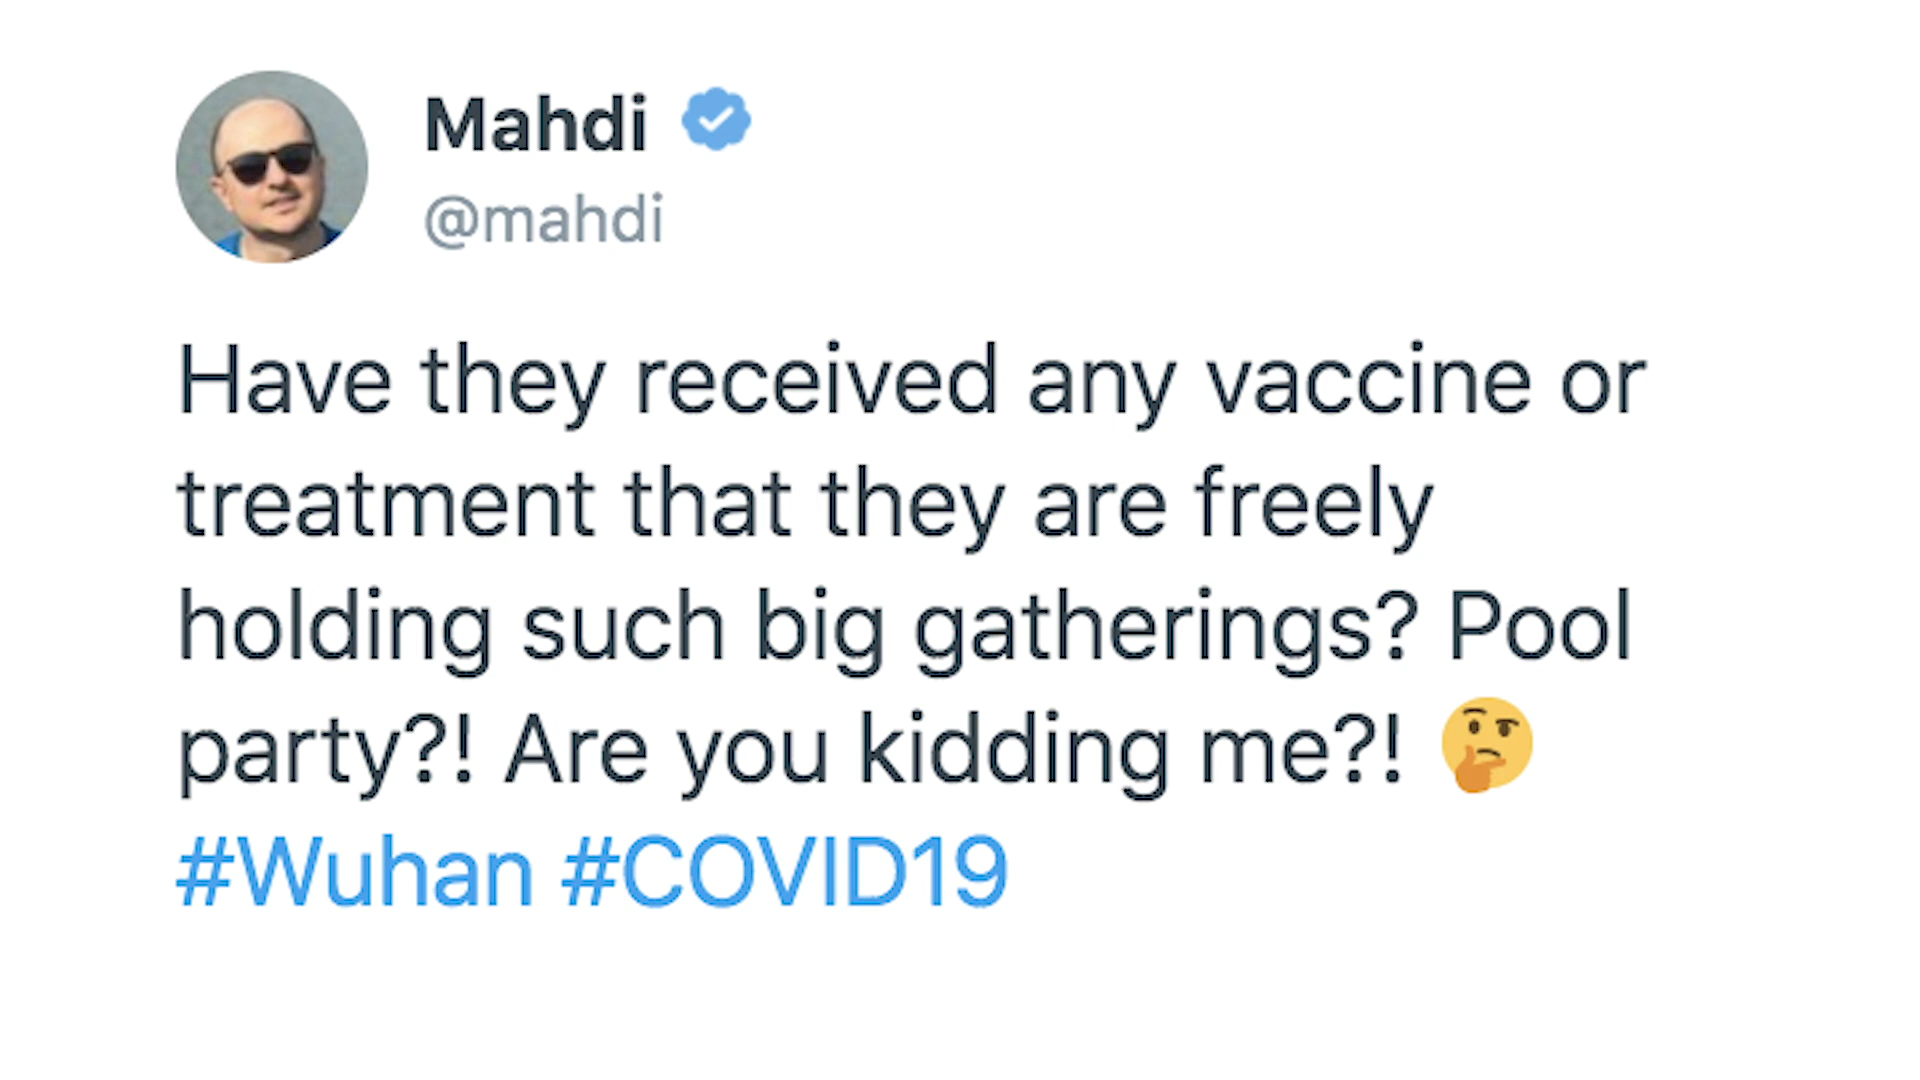 Mahdi
@mahdi
Have they received any vaccine or
treatment that they are freely
holding such big gatherings? Pool
party?! Are you kidding me?! 🤔
#Wuhan #COVID19